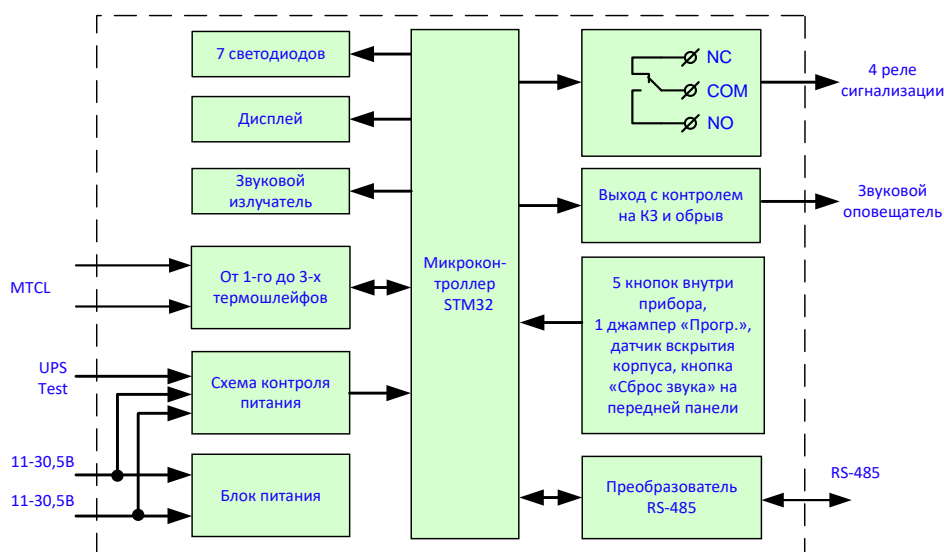 7 светодиодов
Дисплей
Звуковой
излучатель
MTCL
От 1-го до 3-х
термошлейфов
UPS
Test
Схема контроля
питания
11-30,5В
11-30,5В
Блок питания
Микрокон-
троллер
STM32
NC
COM
NO
4 реле
сигнализации
Выход с контролем
на КЗ и обрыв
Звуковой
оповещатель
5 кнопок внутри
прибора,
1 джампер «Прогр.»,
датчик вскрытия
корпуса, кнопка
«Сброс звука» на
передней панели
Преобразователь
RS-485
RS-485